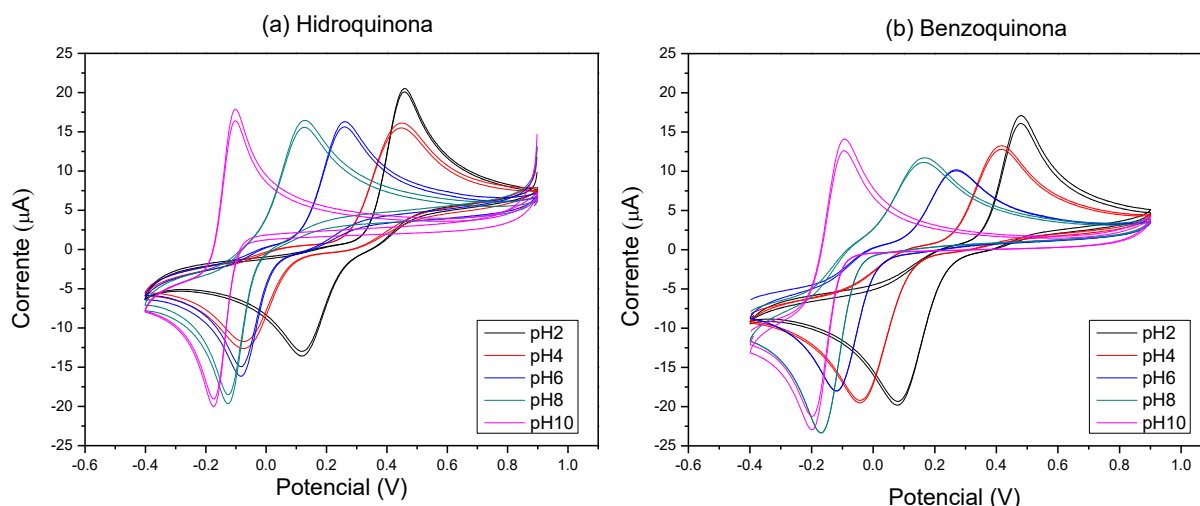 (a) Hidroquinona
Corrente (μA)
25
20
15
10
5
0
-5
-10
-15
-20
-25
-0.6 -0.4 -0.2 0.0 0.2 0.4 0.6 0.8 1.0
Potencial (V)
pH2
pH4
pH6
pH8
pH10
(b) Benzoquinona
Corrente (μA)
25
20
15
10
5
0
-5
-10
-15
-20
-25
-0.6 -0.4 -0.2 0.0 0.2 0.4 0.6 0.8 1.0
Potencial (V)
pH2
pH4
pH6
pH8
pH10